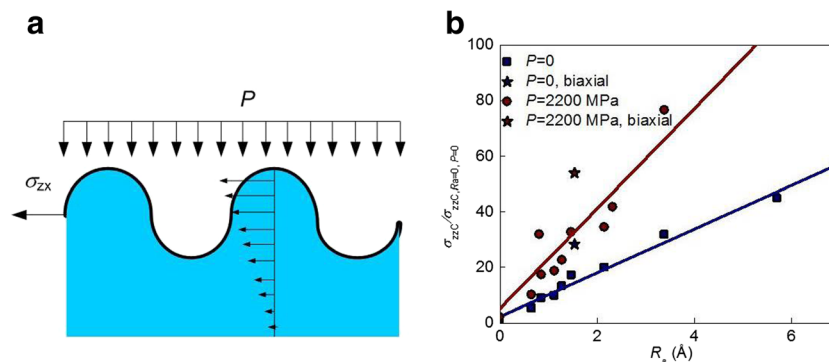 a
P
σzx
b
P=0
P=0, biaxial
P=2200 MPa
P=2200 MPa, biaxial
σzzC/σzzC,Ra=0, P=0
100
80
60
40
20
0
0 2 4 6
Ra (Å)